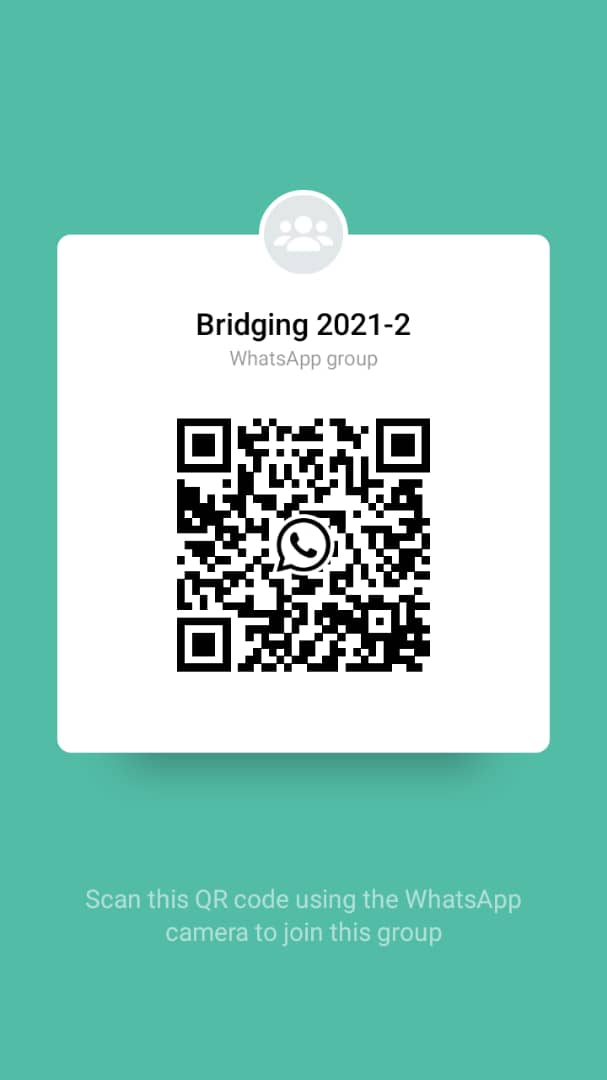 Bridging 2021-2
WhatsApp group
Scan this QR code using the WhatsApp
camera to join this group